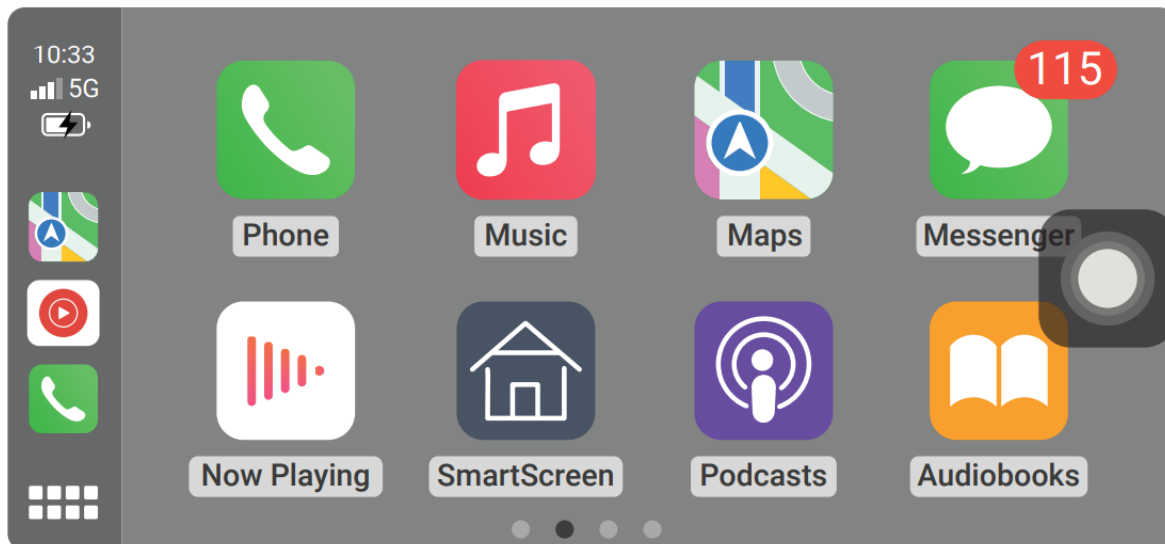 10:33
5G
115
Phone
Music
Maps
Messenger
Now Playing
SmartScreen
Podcasts
Audiobooks